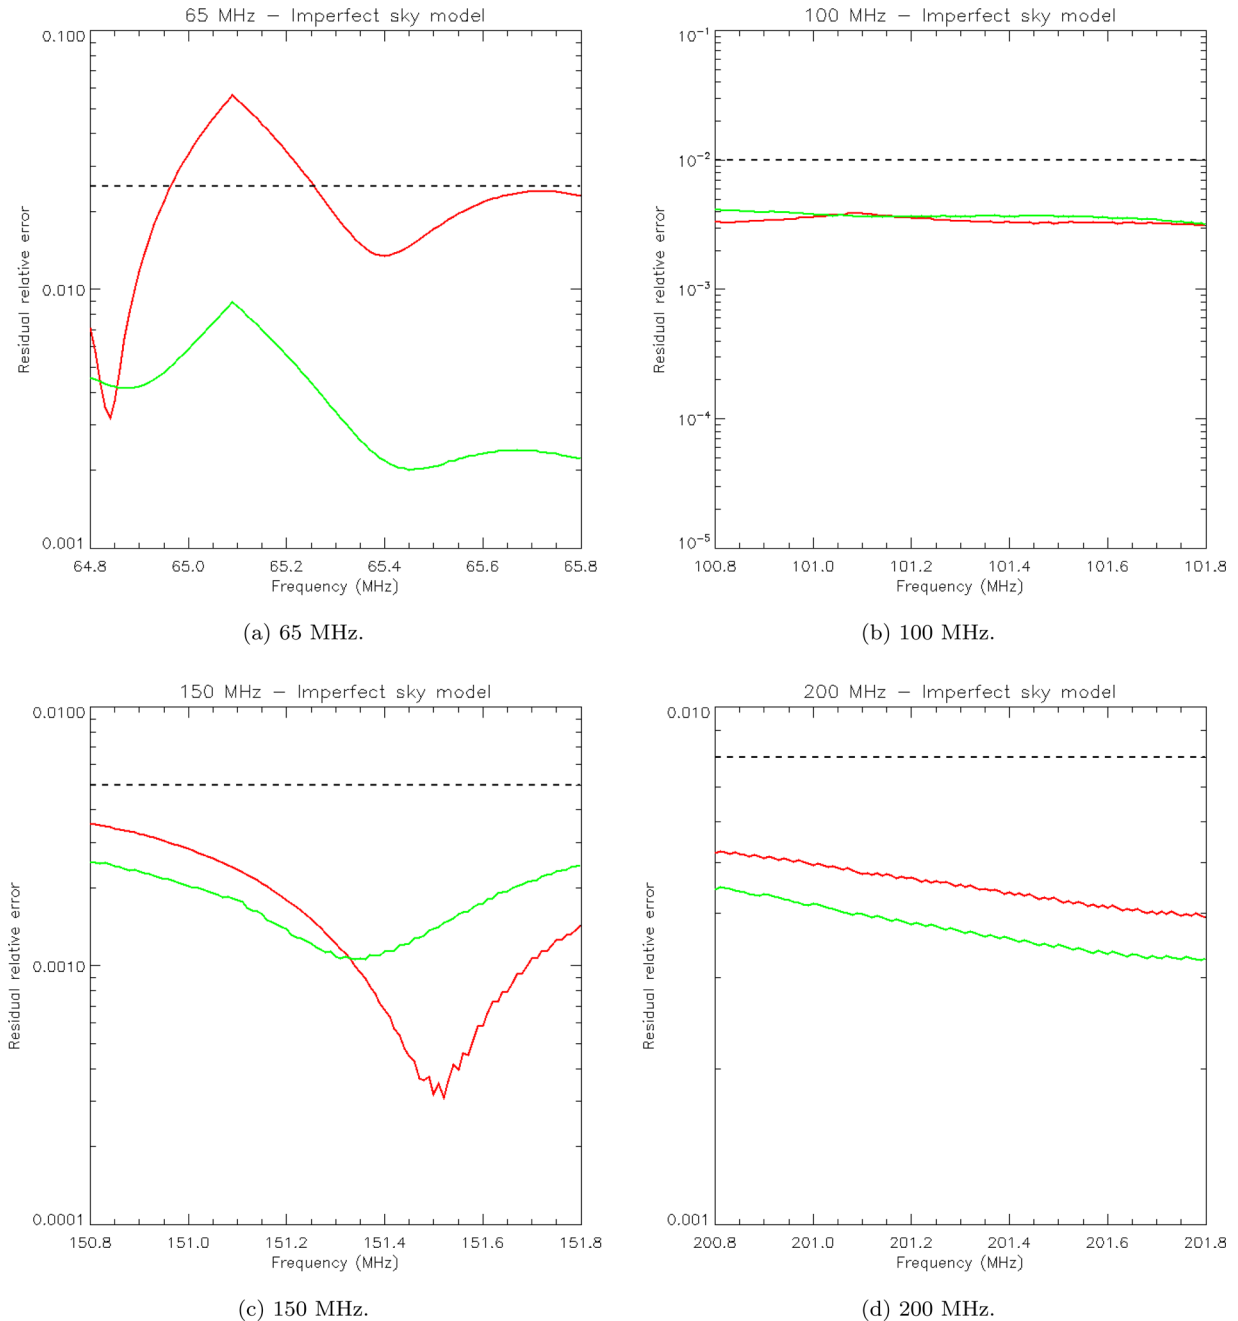 65 MHz – Imperfect sky model
0.100
0.010
0.001
Residual relative error
64.8 65.0 65.2 65.4 65.6 65.8
Frequency (MHz)
(a) 65 MHz.
100 MHz – Imperfect sky model
10⁻¹
10⁻²
10⁻³
10⁻⁴
10⁻⁵
Residual relative error
100.8 101.0 101.2 101.4 101.6 101.8
Frequency (MHz)
(b) 100 MHz.
150 MHz – Imperfect sky model
0.0100
0.0010
0.0001
Residual relative error
150.8 151.0 151.2 151.4 151.6 151.8
Frequency (MHz)
(c) 150 MHz.
200 MHz – Imperfect sky model
0.010
0.001
Residual relative error
200.8 201.0 201.2 201.4 201.6 201.8
Frequency (MHz)
(d) 200 MHz.